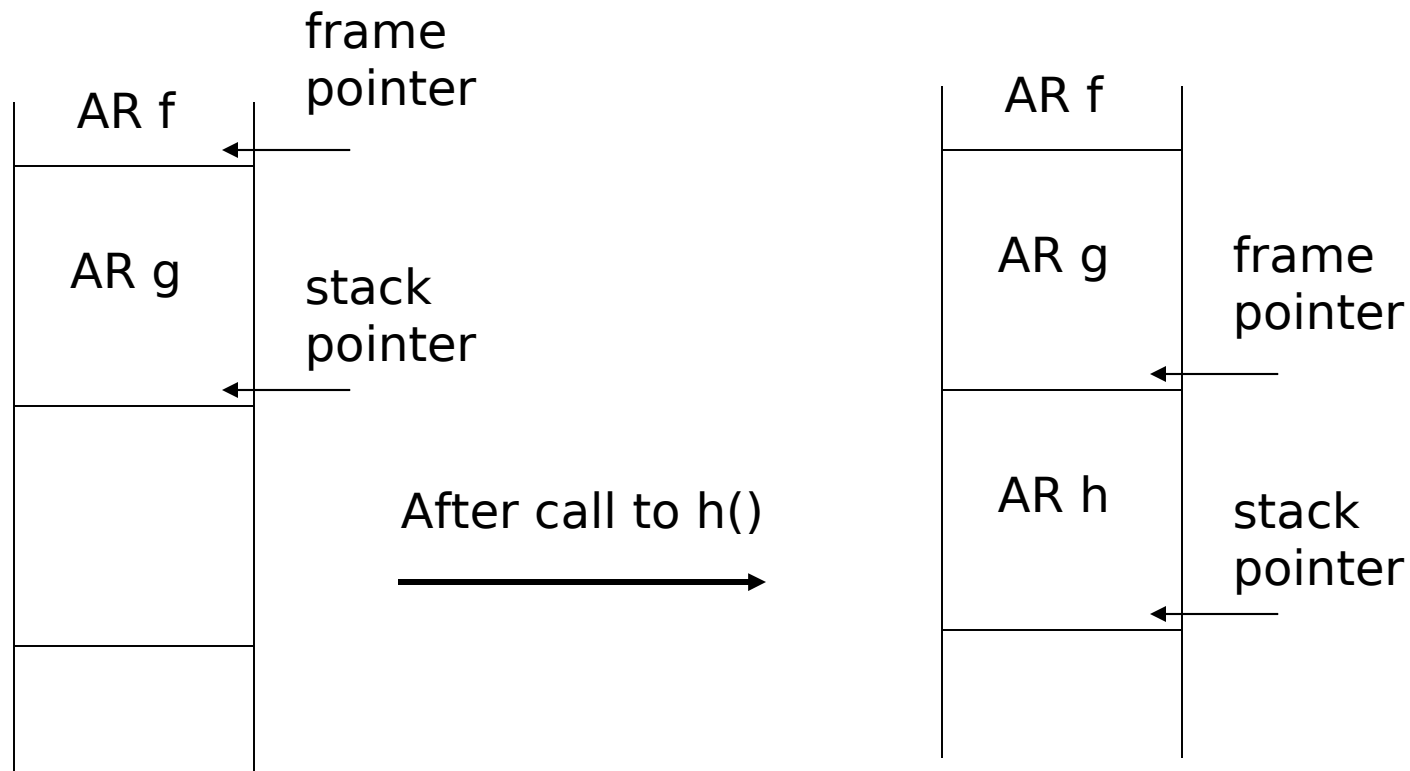 frame
pointer
AR f
AR g
stack
pointer
After call to h()
AR f
AR g
frame
pointer
AR h
stack
pointer